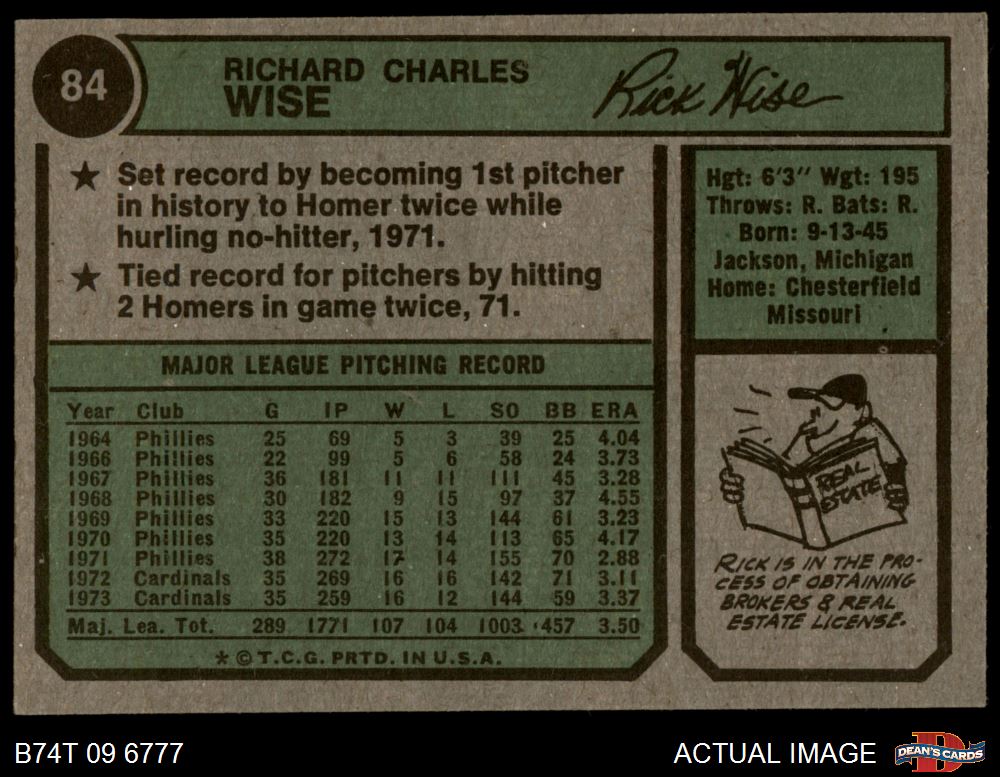 84
RICHARD CHARLES
WISE
Rick Wise
★ Set record by becoming 1st pitcher
in history to Homer twice while
hurling no-hitter, 1971.
★ Tied record for pitchers by hitting
2 Homers in game twice, 71.
Hgt: 6'3" Wgt: 195
Throws: R. Bats: R.
Born: 9-13-45
Jackson, Michigan
Home: Chesterfield
Missouri
MAJOR LEAGUE PITCHING RECORD
Year Club G IP W L SO BB ERA
1964 Phillies 25 69 5 3 39 25 4.04
1966 Phillies 22 99 5 6 58 24 3.73
1967 Phillies 36 181 11 11 111 45 3.28
1968 Phillies 30 182 9 15 97 37 4.55
1969 Phillies 33 220 15 13 144 61 3.23
1970 Phillies 35 220 13 14 113 65 4.17
1971 Phillies 38 272 17 14 155 70 2.88
1972 Cardinals 35 269 16 16 142 71 3.11
1973 Cardinals 35 259 16 12 144 59 3.37
Maj. Lea. Tot. 289 1771 107 104 1003 457 3.50
* © T.C.G. PRTD. IN U.S.A.
REAL
ESTATE
RICK IS IN THE PRO-
CESS OF OBTAINING
BROKERS & REAL
ESTATE LICENSE.
B74T 09 6777
ACTUAL IMAGE
D
DEAN'S CARDS